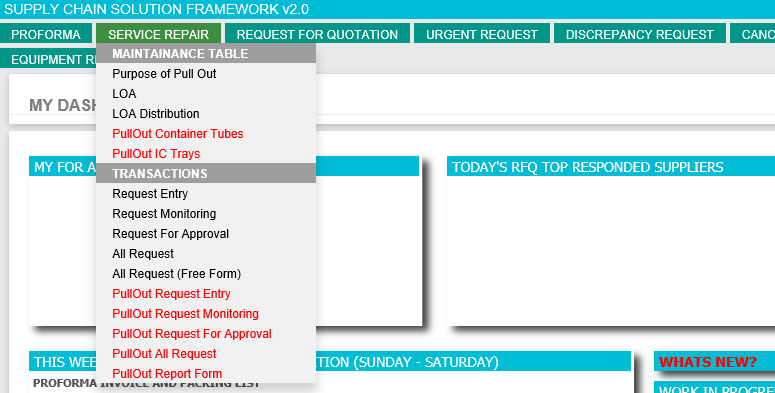 SUPPLY CHAIN SOLUTION FRAMEWORK v2.0
PROFORMA SERVICE REPAIR REQUEST FOR QUOTATION URGENT REQUEST DISCREPANCY REQUEST CANC
EQUIPMENT RE
MAINTAINANCE TABLE
Purpose of Pull Out
LOA
LOA Distribution
PullOut Container Tubes
PullOut IC Trays
TRANSACTIONS
Request Entry
Request Monitoring
Request For Approval
All Request
All Request (Free Form)
PullOut Request Entry
PullOut Request Monitoring
PullOut Request For Approval
PullOut All Request
PullOut Report Form
MY DASH
MY FOR A
TODAY'S RFQ TOP RESPONDED SUPPLIERS
THIS WEE TION (SUNDAY - SATURDAY)
PROFORMA INVOICE AND PACKING LIST
WHATS NEW?
WORK IN PROGRES